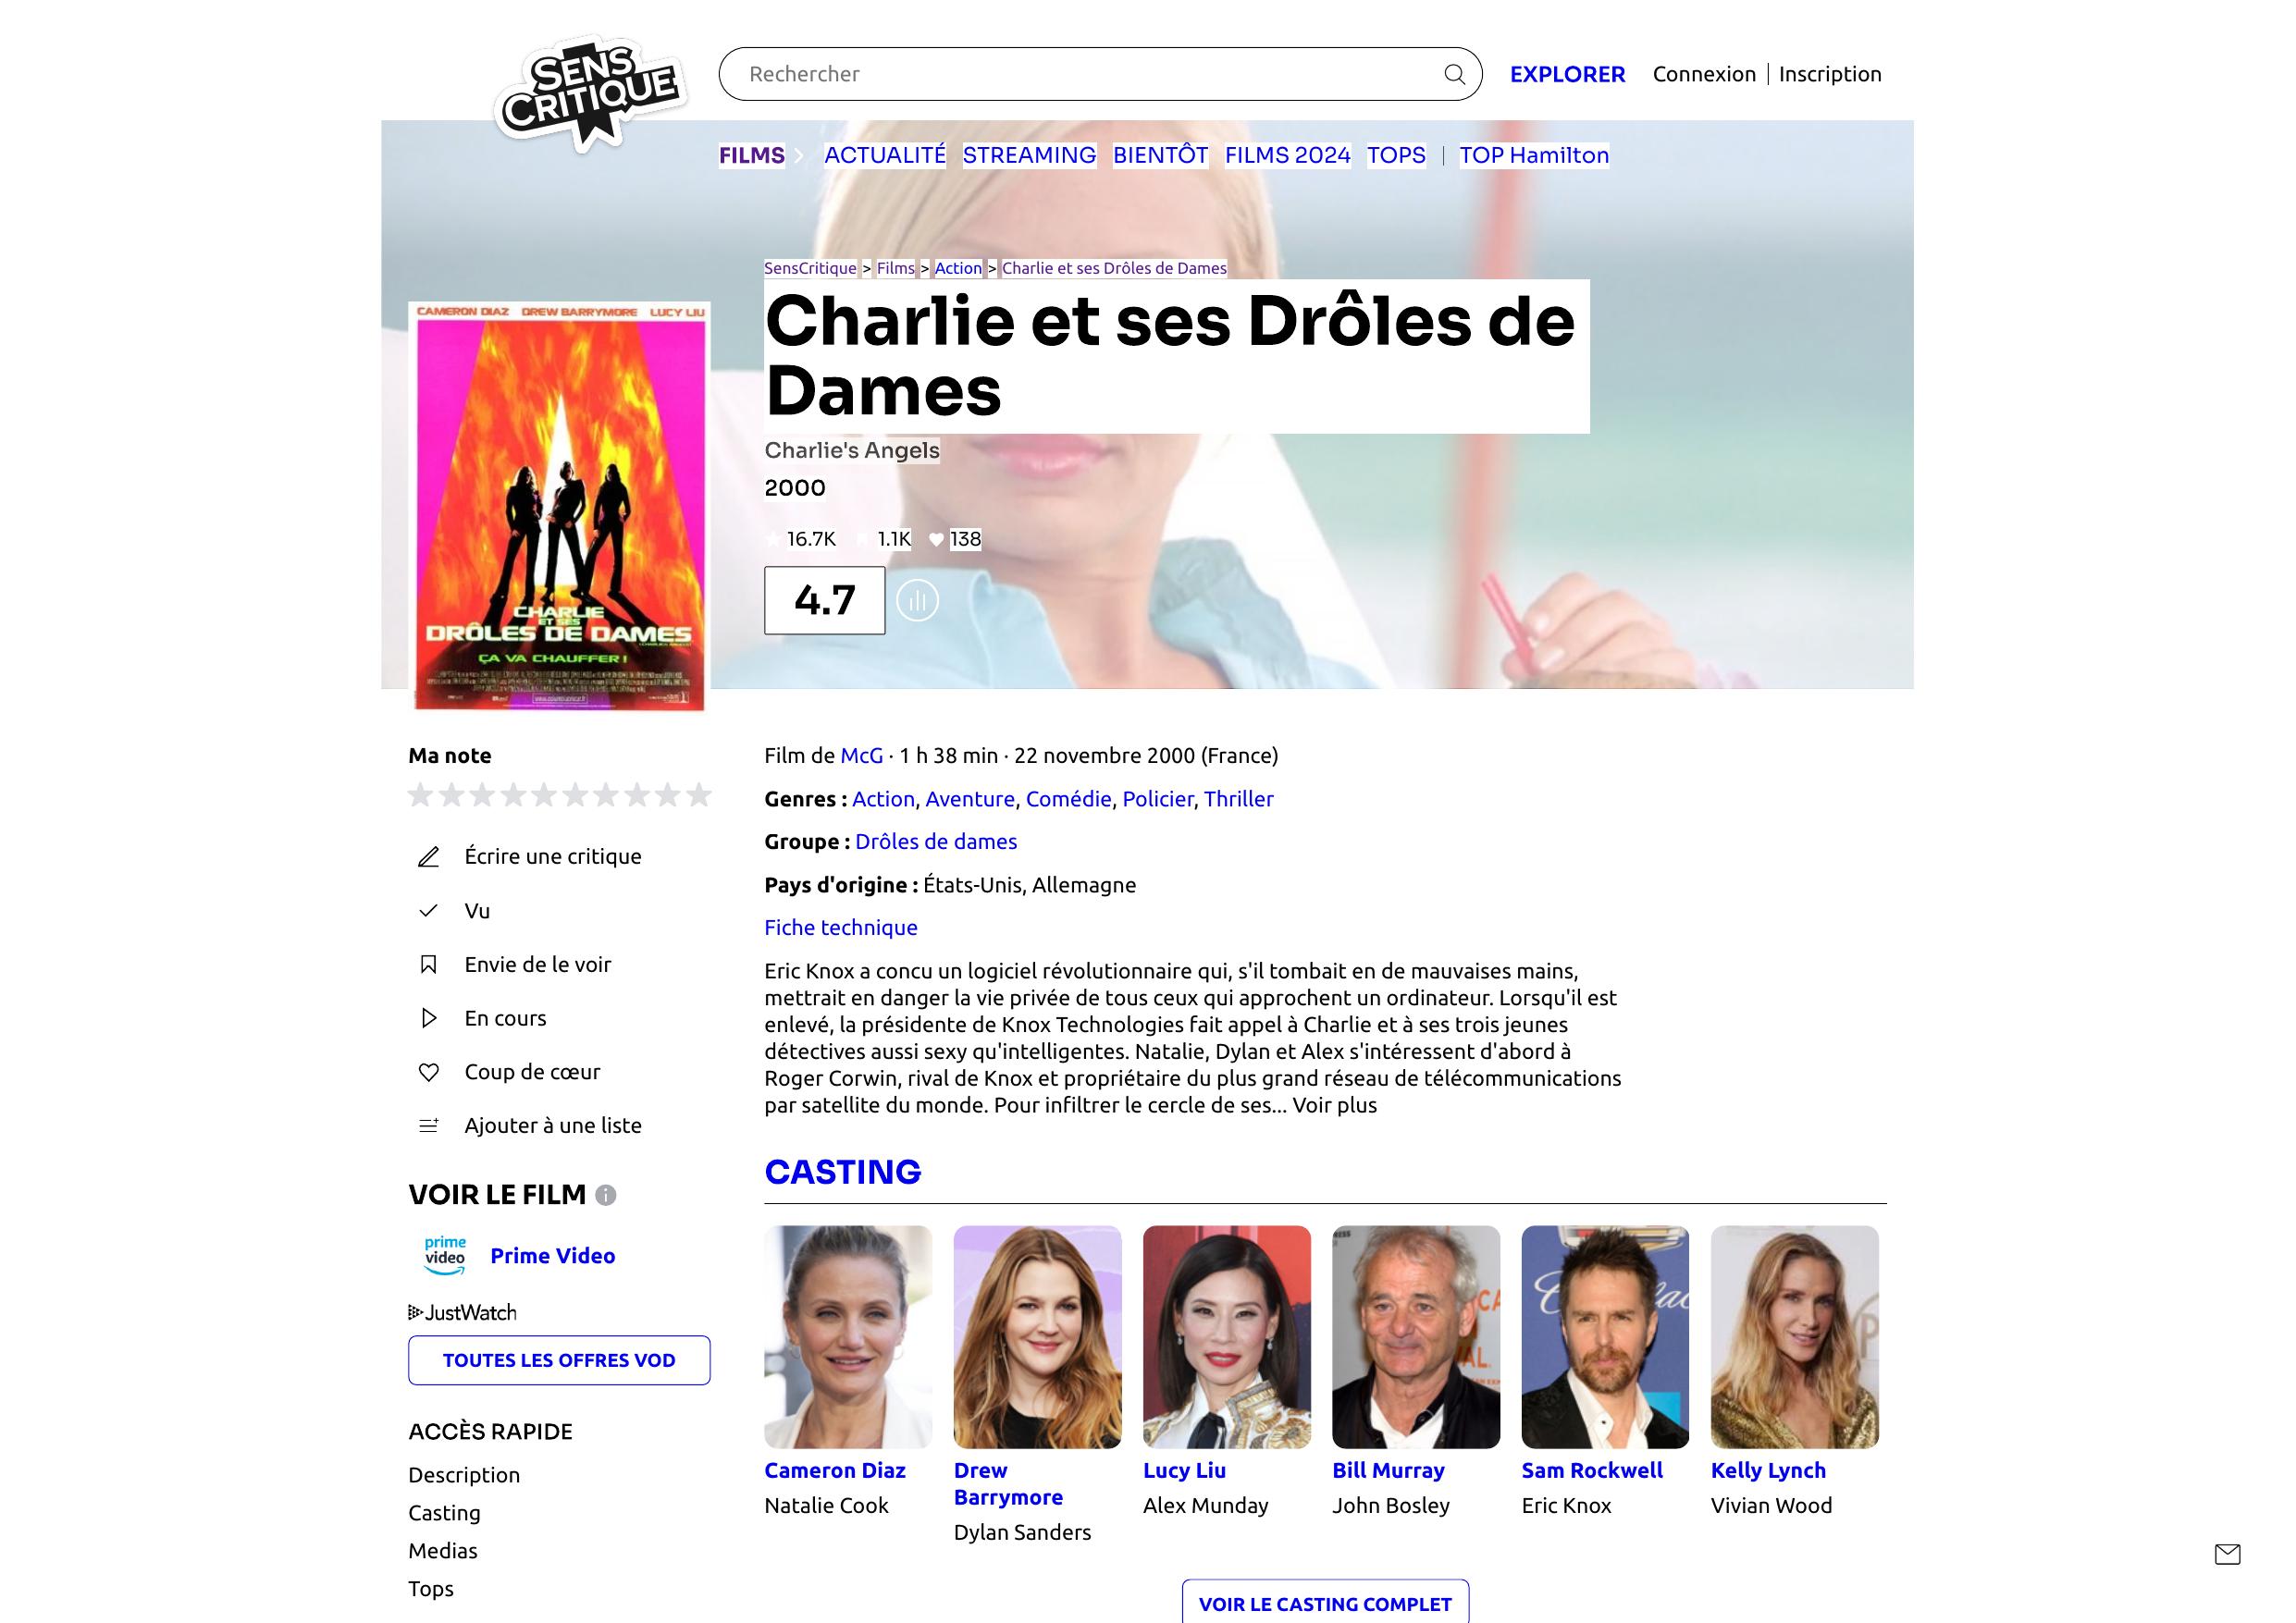 SENS CRITIQUE
Rechercher
EXPLORER
Connexion | Inscription
FILMS
ACTUALITÉ
STREAMING
BIENTÔT
FILMS 2024
TOPS
TOP Hamilton
SensCritique > Films > Action > Charlie et ses Drôles de Dames
Charlie et ses Drôles de
Dames
Charlie's Angels
2000
16.7K
1.1K
138
4.7
CAMERON DIAZ DREW BARRYMORE LUCY LIU
CHARLIE
ET SES
DRÔLES DE DAMES
ÇA VA CHAUFFER !
Ma note
Écrire une critique
Vu
Envie de le voir
En cours
Coup de cœur
Ajouter à une liste
VOIR LE FILM
prime
video
Prime Video
JustWatch
TOUTES LES OFFRES VOD
ACCÈS RAPIDE
Description
Casting
Medias
Tops
Film de McG · 1 h 38 min · 22 novembre 2000 (France)
Genres : Action, Aventure, Comédie, Policier, Thriller
Groupe : Drôles de dames
Pays d'origine : États-Unis, Allemagne
Fiche technique
Eric Knox a concu un logiciel révolutionnaire qui, s'il tombait en de mauvaises mains,
mettrait en danger la vie privée de tous ceux qui approchent un ordinateur. Lorsqu'il est
enlevé, la présidente de Knox Technologies fait appel à Charlie et à ses trois jeunes
détectives aussi sexy qu'intelligentes. Natalie, Dylan et Alex s'intéressent d'abord à
Roger Corwin, rival de Knox et propriétaire du plus grand réseau de télécommunications
par satellite du monde. Pour infiltrer le cercle de ses... Voir plus
CASTING
Cameron Diaz
Natalie Cook
Drew
Barrymore
Dylan Sanders
Lucy Liu
Alex Munday
Bill Murray
John Bosley
Sam Rockwell
Eric Knox
Kelly Lynch
Vivian Wood
VOIR LE CASTING COMPLET